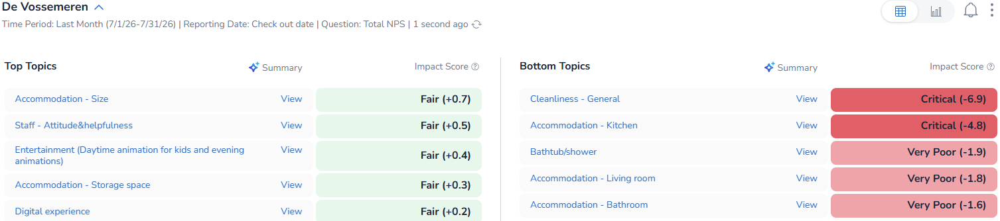 De Vossemeren
Time Period: Last Month (7/1/26-7/31/26) | Reporting Date: Check out date | Question: Total NPS | 1 second ago
Top Topics Summary Impact Score ?
Accommodation - Size View Fair (+0.7)
Staff - Attitude&helpfulness View Fair (+0.5)
Entertainment (Daytime animation for kids and evening View Fair (+0.4)
animations)
Accommodation - Storage space View Fair (+0.3)
Digital experience View Fair (+0.2)
Bottom Topics Summary Impact Score ?
Cleanliness - General View Critical (-6.9)
Accommodation - Kitchen View Critical (-4.8)
Bathtub/shower View Very Poor (-1.9)
Accommodation - Living room View Very Poor (-1.8)
Accommodation - Bathroom View Very Poor (-1.6)